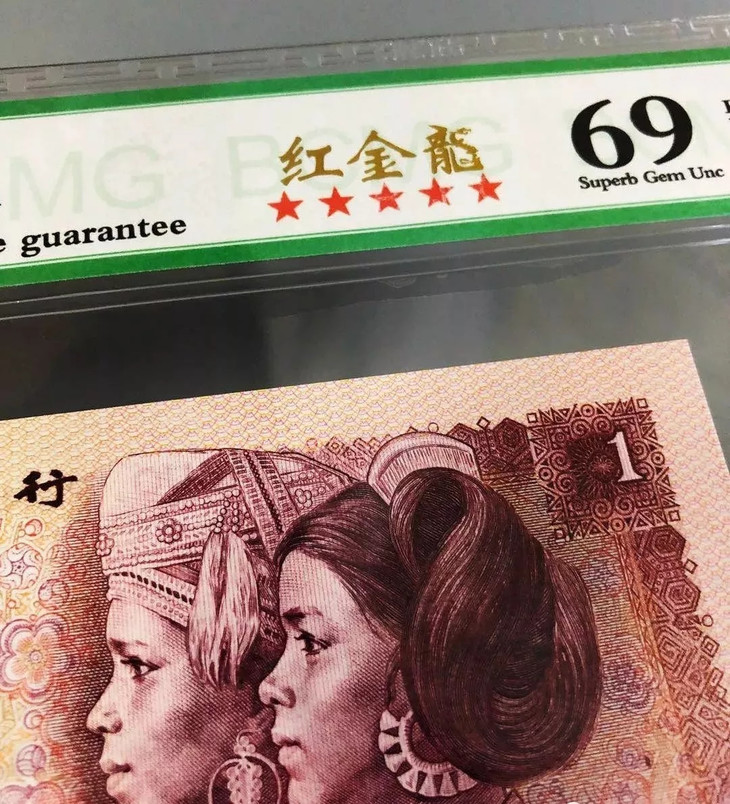 红金龍
69
Superb Gem Unc
guarantee
行
1